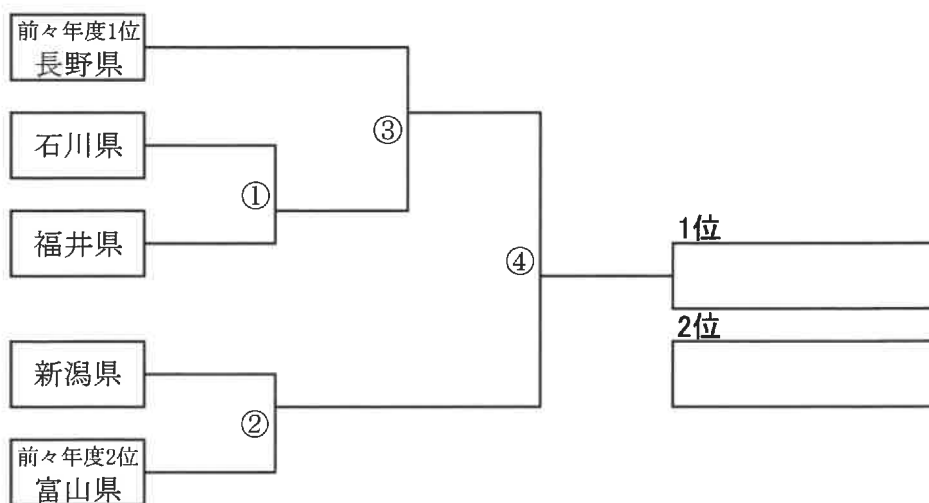 前々年度1位
長野県
石川県
福井県
新潟県
前々年度2位
富山県
①
②
③
④
1位
2位